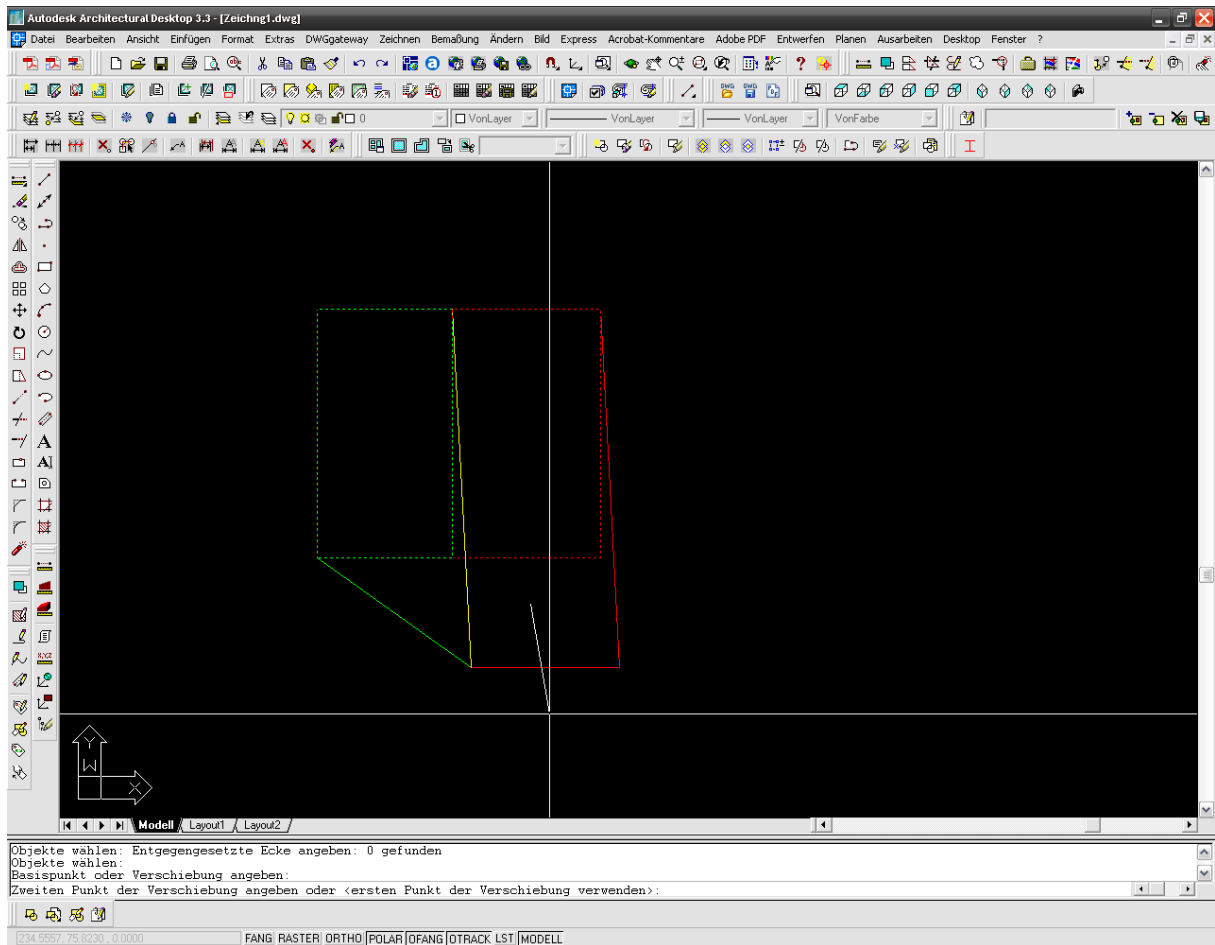 Autodesk Architectural Desktop 3.3 - [Zeichng1.dwg]
Datei Bearbeiten Ansicht Einfügen Format Extras DWGgateway Zeichnen Bemaßung Ändern Bild Express Acrobat-Kommentare Adobe PDF Entwerfen Planen Ausarbeiten Desktop Fenster ?
0 VonLayer VonLayer VonLayer VonFarbe
Y
W
X
Modell Layout1 Layout2
Objekte wählen: Entgegengesetzte Ecke angeben: 0 gefunden
Objekte wählen:
Basispunkt oder Verschiebung angeben:
Zweiten Punkt der Verschiebung angeben oder <ersten Punkt der Verschiebung verwenden>:
234.5557, 75.8230 , 0.0000 FANG RASTER ORTHO POLAR OFANG OTRACK LST MODELL